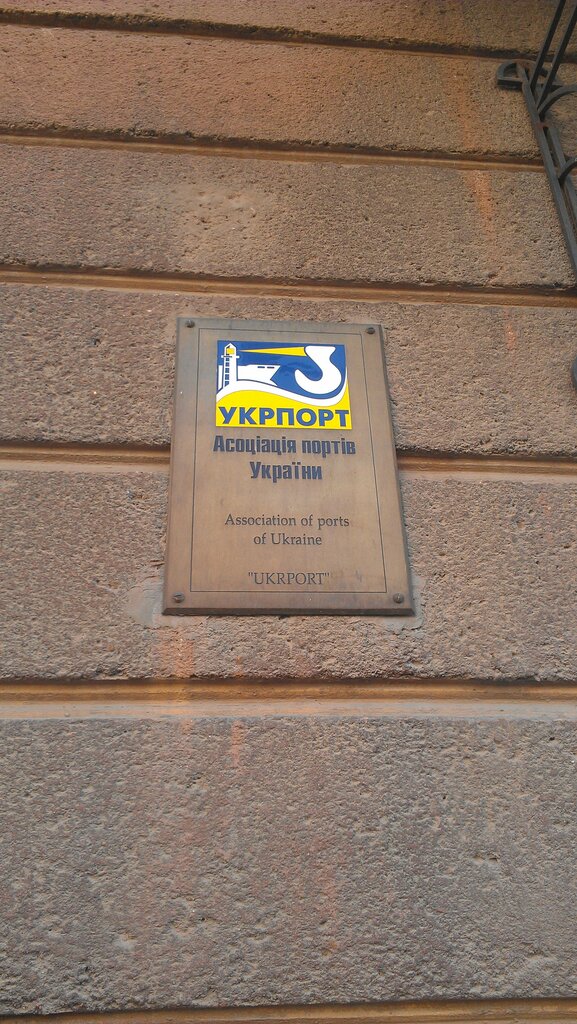 УКРПОРТ
Асоціація портів
України
Association of ports
of Ukraine
"UKRPORT"